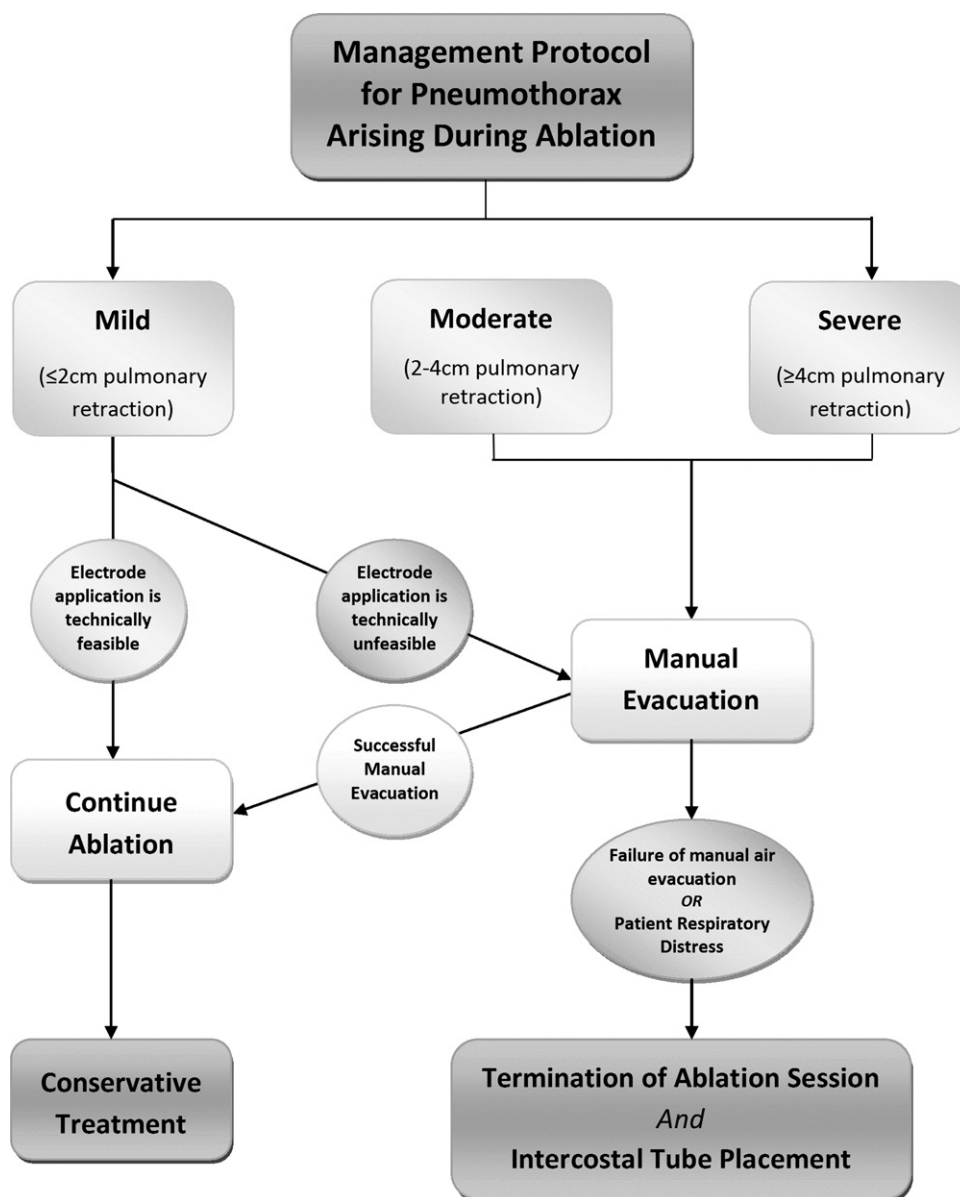 Management Protocol
for Pneumothorax
Arising During Ablation
Mild
(≤2cm pulmonary
retraction)
Moderate
(2-4cm pulmonary
retraction)
Severe
(≥4cm pulmonary
retraction)
Electrode
application is
technically
feasible
Electrode
application is
technically
unfeasible
Manual
Evacuation
Successful
Manual
Evacuation
Continue
Ablation
Failure of manual air
evacuation
OR
Patient Respiratory
Distress
Conservative
Treatment
Termination of Ablation Session
And
Intercostal Tube Placement